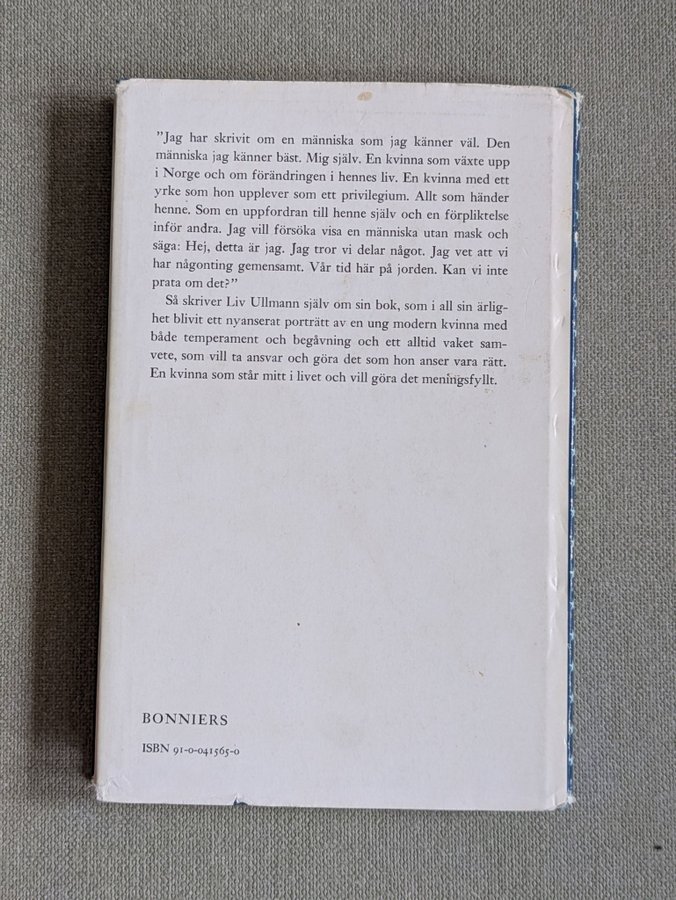 "Jag har skrivit om en människa som jag känner väl. Den
människa jag känner bäst. Mig själv. En kvinna som växte upp
i Norge och om förändringen i hennes liv. En kvinna med ett
yrke som hon upplever som ett privilegium. Allt som händer
henne. Som en uppfordran till henne själv och en förpliktelse
inför andra. Jag vill försöka visa en människa utan mask och
säga: Hej, detta är jag. Jag tror vi delar något. Jag vet att vi
har någonting gemensamt. Vår tid här på jorden. Kan vi inte
prata om det?"
Så skriver Liv Ullmann själv om sin bok, som i all sin ärlig-
het blivit ett nyanserat porträtt av en ung modern kvinna med
både temperament och begåvning och ett alltid vaket sam-
vete, som vill ta ansvar och göra det som hon anser vara rätt.
En kvinna som står mitt i livet och vill göra det meningsfyllt.
BONNIERS
ISBN 91-0-041565-0